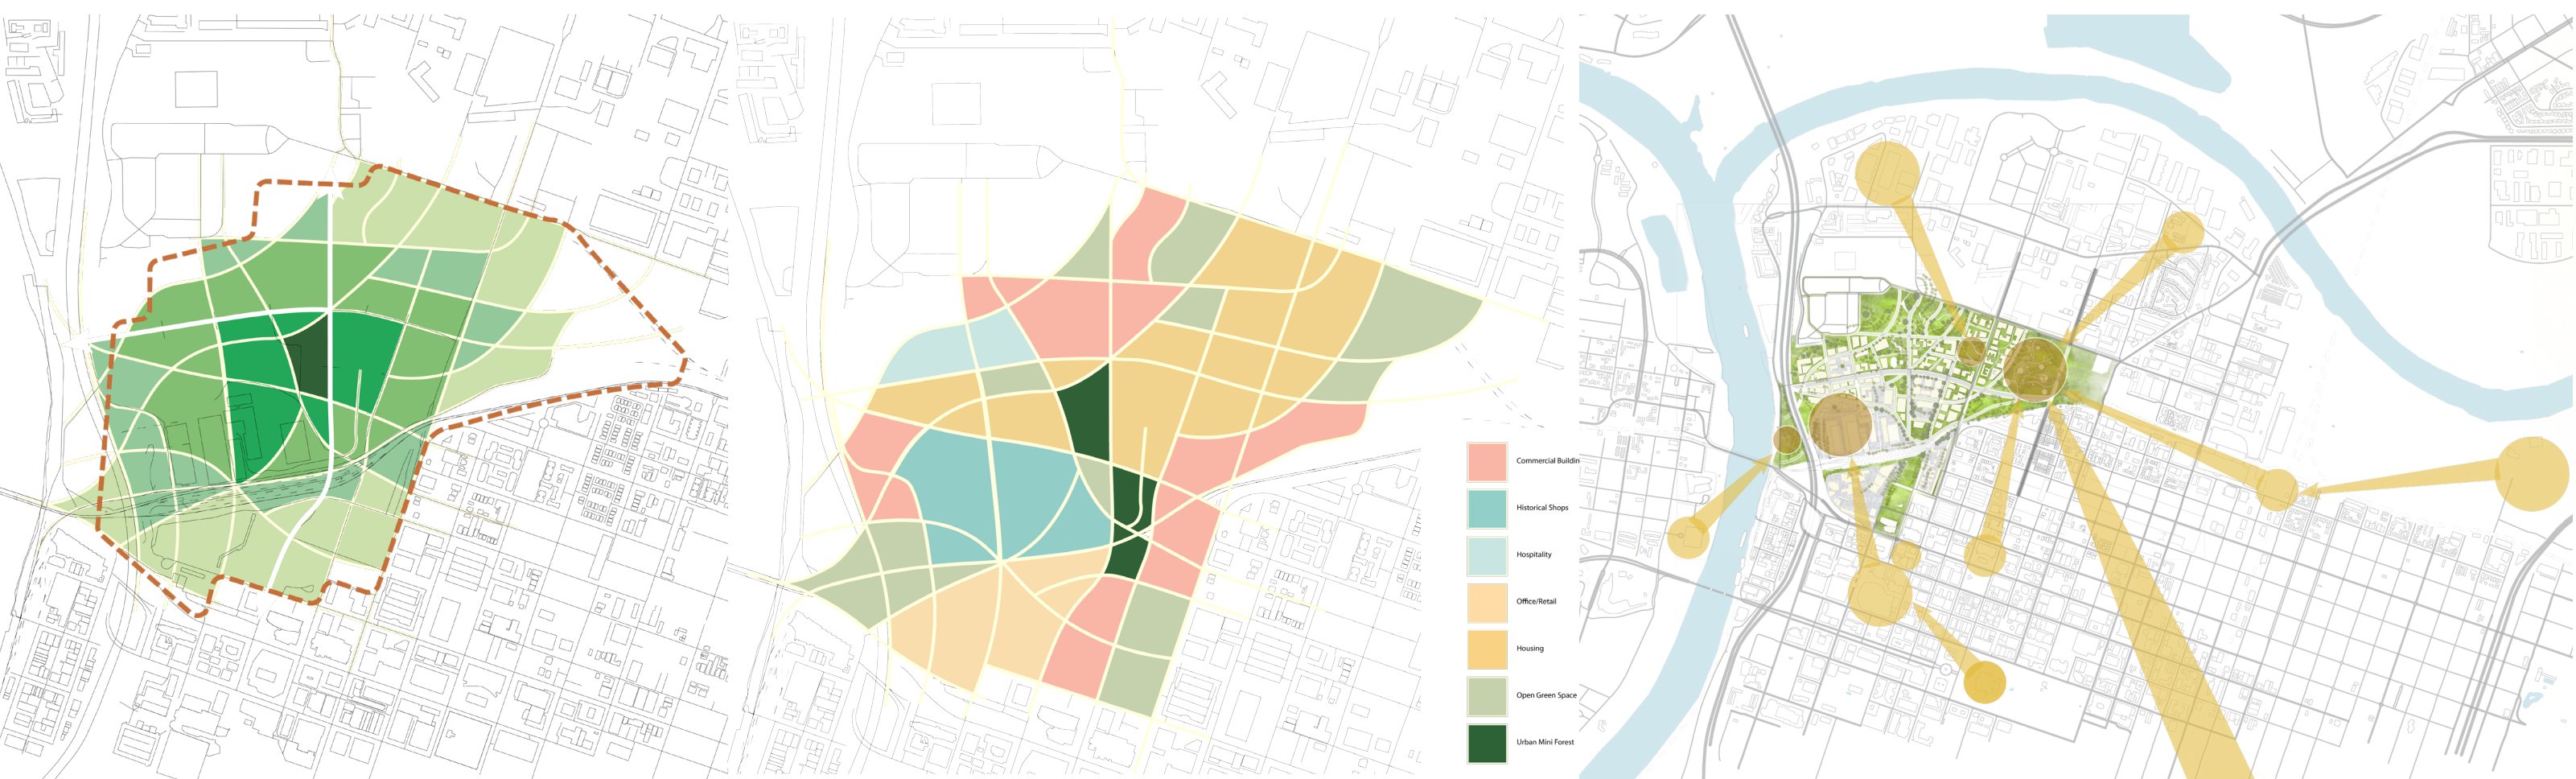 Commercial Buildin
Historical Shops
Hospitality
Office/Retail
Housing
Open Green Space
Urban Mini Forest